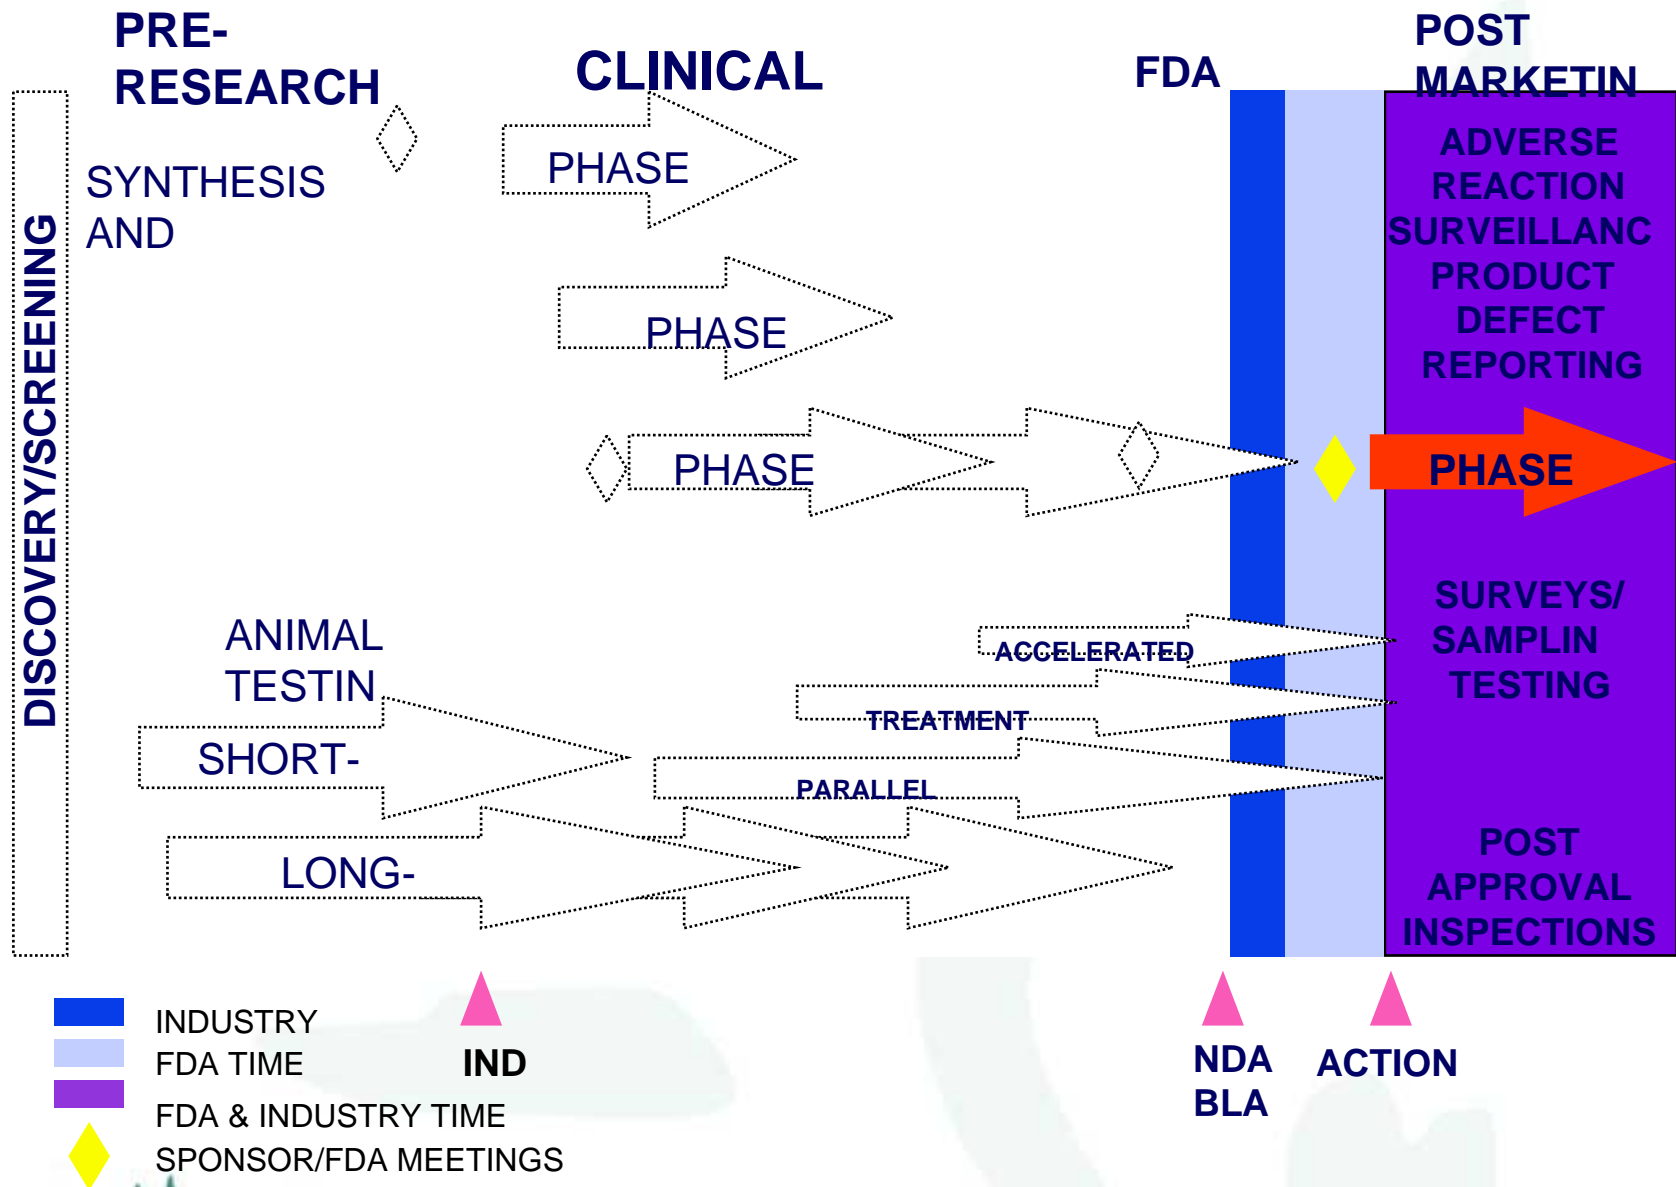 PRE-
RESEARCH
CLINICAL
FDA
POST
MARKETIN
DISCOVERY/SCREENING
SYNTHESIS
AND
PHASE
PHASE
PHASE
PHASE
ADVERSE
REACTION
SURVEILLANC
PRODUCT
DEFECT
REPORTING
SURVEYS/
SAMPLIN
TESTING
POST
APPROVAL
INSPECTIONS
ANIMAL
TESTIN
SHORT-
LONG-
ACCELERATED
TREATMENT
PARALLEL
IND
NDA
BLA
ACTION
INDUSTRY
FDA TIME
FDA & INDUSTRY TIME
SPONSOR/FDA MEETINGS